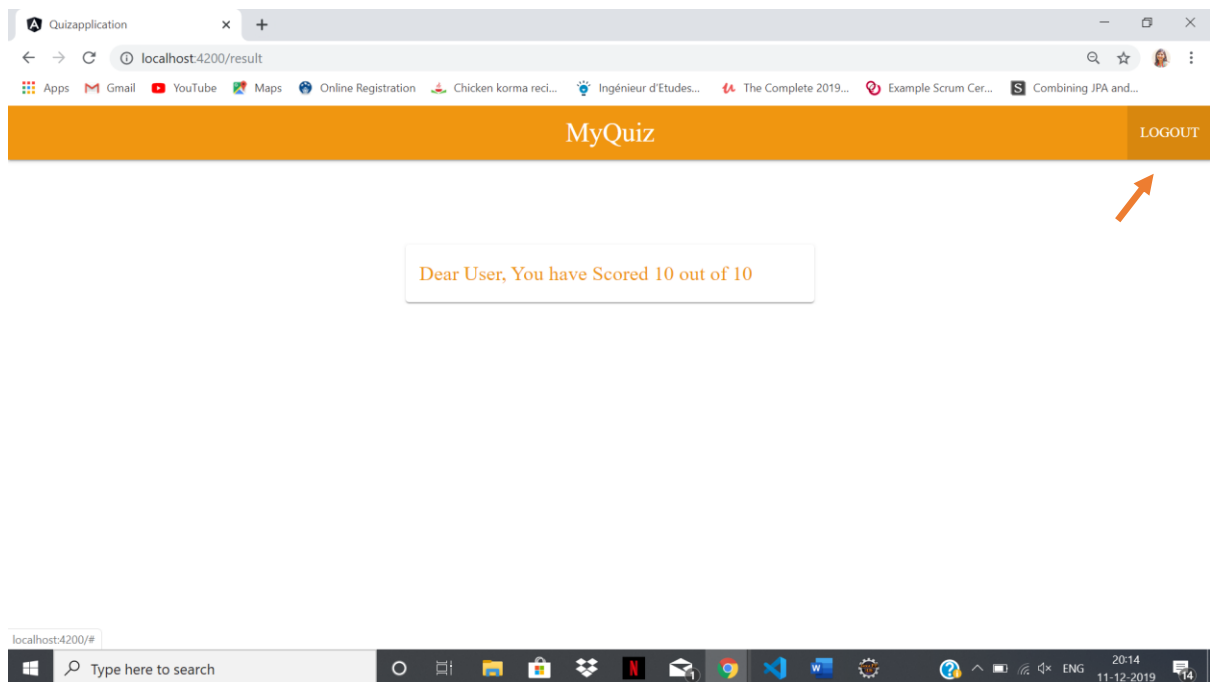 Quizapplication
localhost:4200/result
Apps Gmail YouTube Maps Online Registration Chicken korma reci... Ingénieur d'Etudes... The Complete 2019... Example Scrum Cer... S Combining JPA and...
MyQuiz LOGOUT
Dear User, You have Scored 10 out of 10
localhost:4200/#
Type here to search N 1 W ENG 20:14
11-12-2019 14